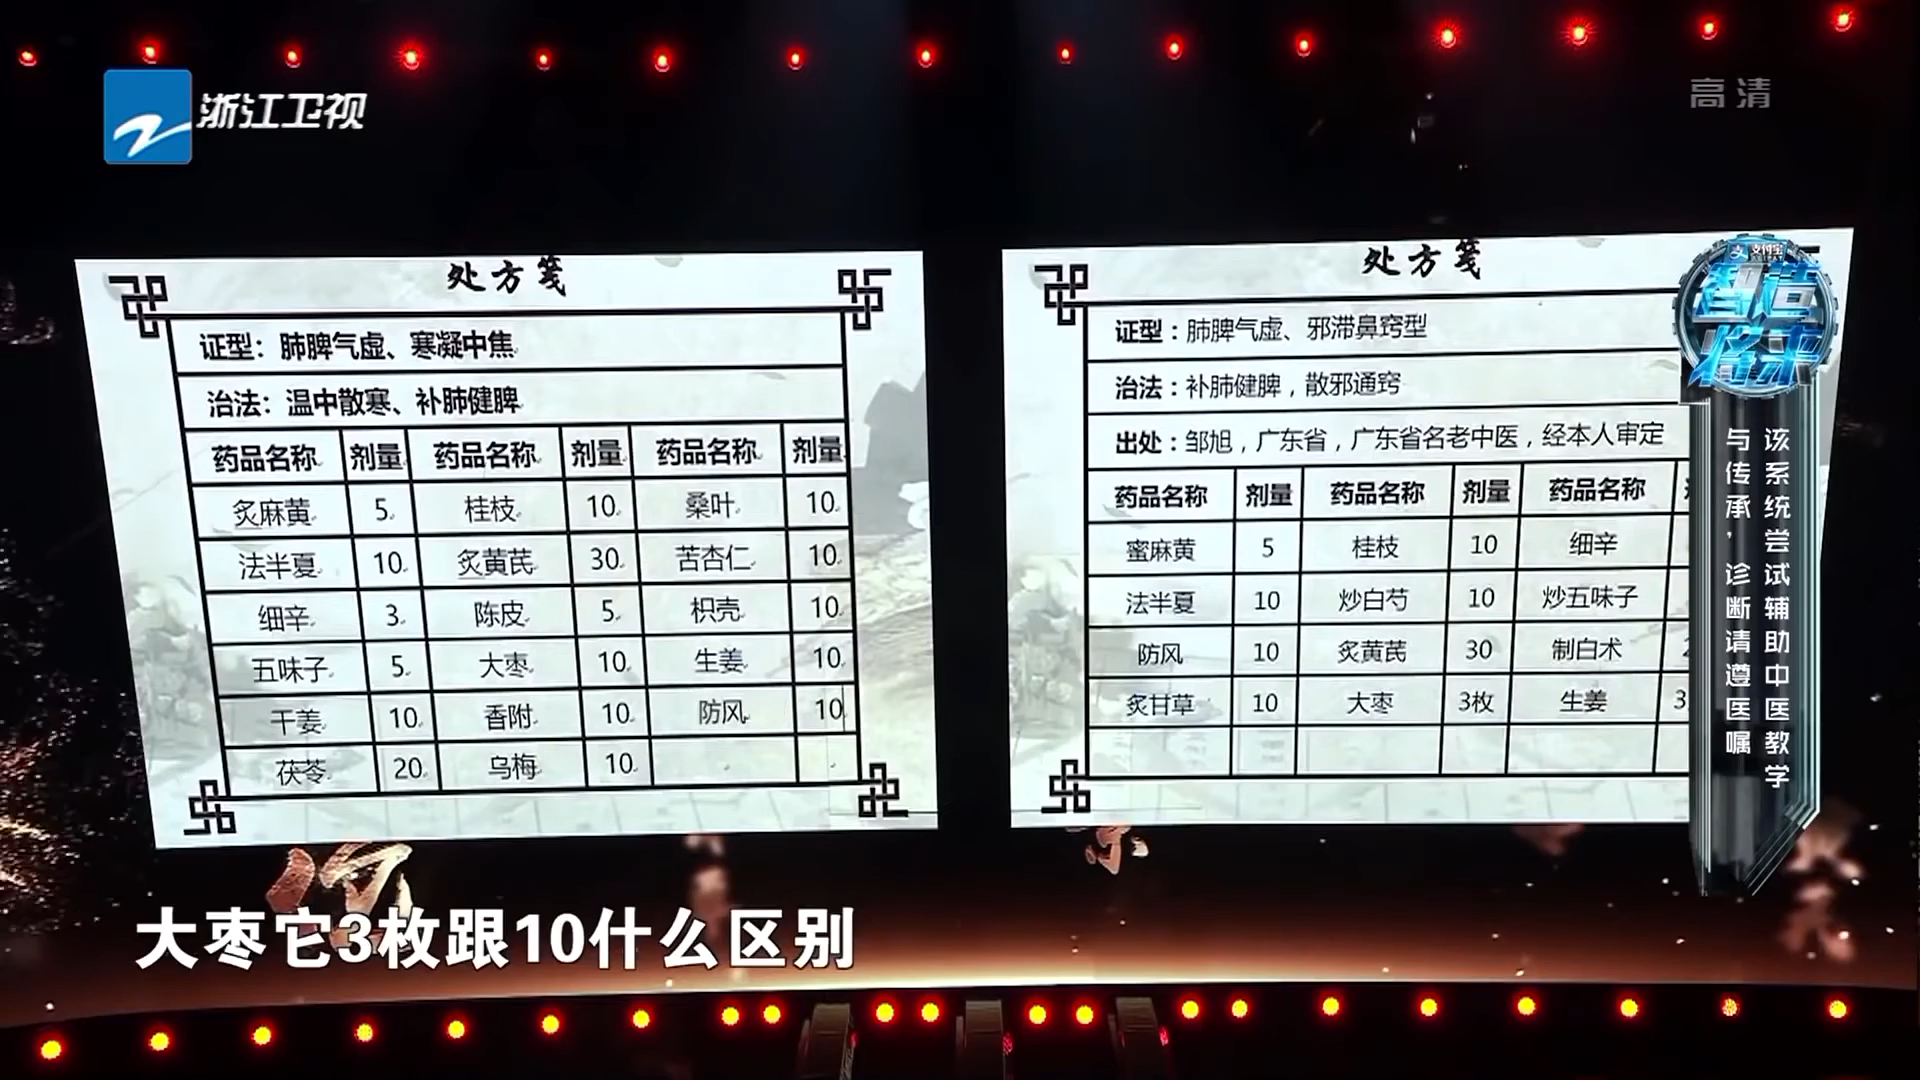 浙江卫视
高清
处方笺
证型：肺脾气虚、寒凝中焦
治法：温中散寒、补肺健脾
药品名称 剂量 药品名称 剂量 药品名称 剂量
炙麻黄 5 桂枝 10 桑叶 10
法半夏 10 炙黄芪 30 苦杏仁 10
细辛 3 陈皮 5 枳壳 10
五味子 5 大枣 10 生姜 10
干姜 10 香附 10 防风 10
茯苓 20 乌梅 10
处方笺
证型：肺脾气虚、邪滞鼻窍型
治法：补肺健脾，散邪通窍
出处：邹旭，广东省，广东省名老中医，经本人审定
药品名称 剂量 药品名称 剂量 药品名称
蜜麻黄 5 桂枝 10 细辛
法半夏 10 炒白芍 10 炒五味子
防风 10 炙黄芪 30 制白术
炙甘草 10 大枣 3枚 生姜 3
智造将来
该系统尝试辅助中医教学
与传承，诊断请遵医嘱
大枣它3枚跟10什么区别